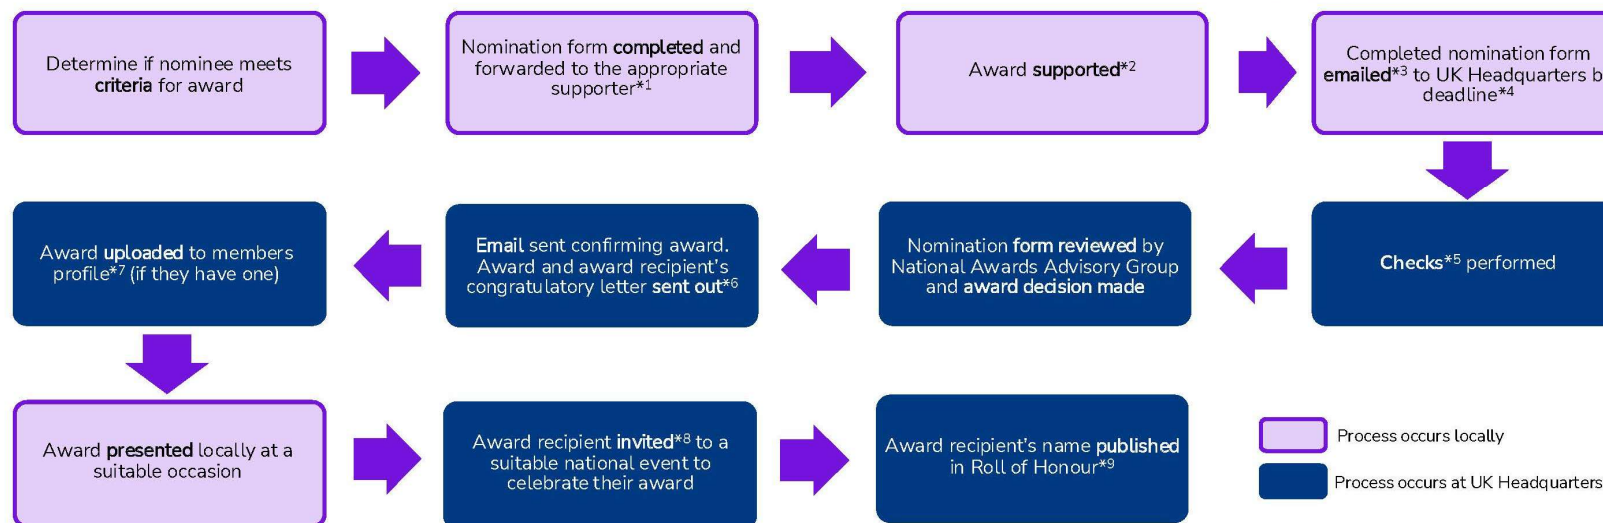 Determine if nominee meets
criteria for award
Nomination form completed and
forwarded to the appropriate
supporter*1
Award supported*2
Completed nomination form
emailed*3 to UK Headquarters b
deadline*4
Checks*5 performed
Nomination form reviewed by
National Awards Advisory Group
and award decision made
Email sent confirming award.
Award and award recipient's
congratulatory letter sent out*6
Award uploaded to members
profile*7 (if they have one)
Award presented locally at a
suitable occasion
Award recipient invited*8 to a
suitable national event to
celebrate their award
Award recipient's name published
in Roll of Honour*9
Process occurs locally
Process occurs at UK Headquarters